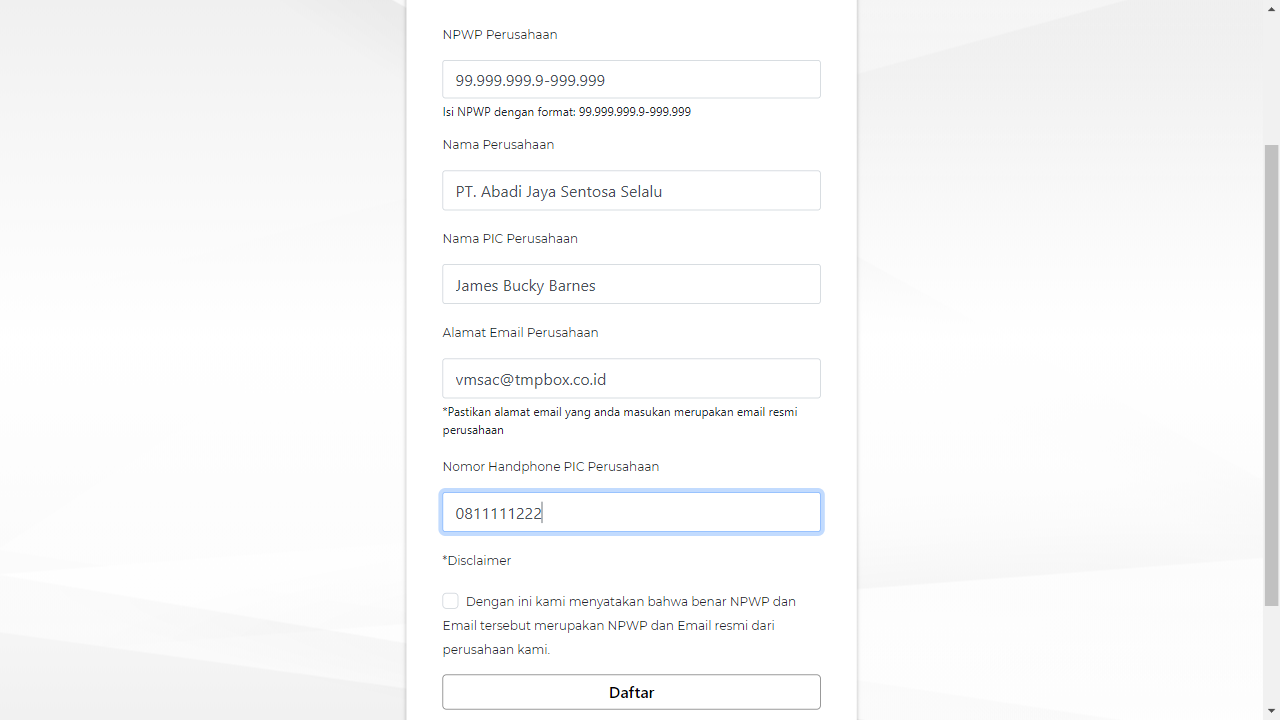 NPWP Perusahaan
99.999.999.9-999.999
Isi NPWP dengan format: 99.999.999.9-999.999
Nama Perusahaan
PT. Abadi Jaya Sentosa Selalu
Nama PIC Perusahaan
James Bucky Barnes
Alamat Email Perusahaan
vmsac@tmpbox.co.id
*Pastikan alamat email yang anda masukan merupakan email resmi
perusahaan
Nomor Handphone PIC Perusahaan
0811111222
*Disclaimer
Dengan ini kami menyatakan bahwa benar NPWP dan
Email tersebut merupakan NPWP dan Email resmi dari
perusahaan kami.
Daftar